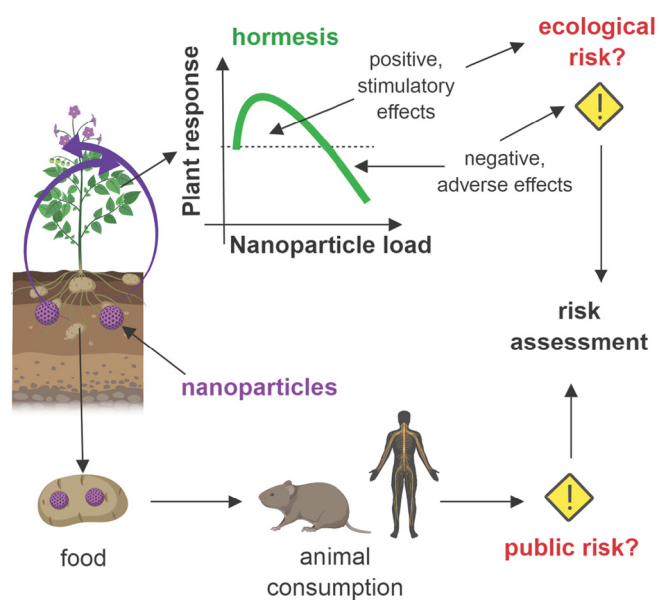 hormesis
ecological
risk?
positive,
stimulatory
effects
Plant response
negative,
adverse effects
Nanoparticle load
risk
assessment
nanoparticles
food
animal
consumption
public risk?